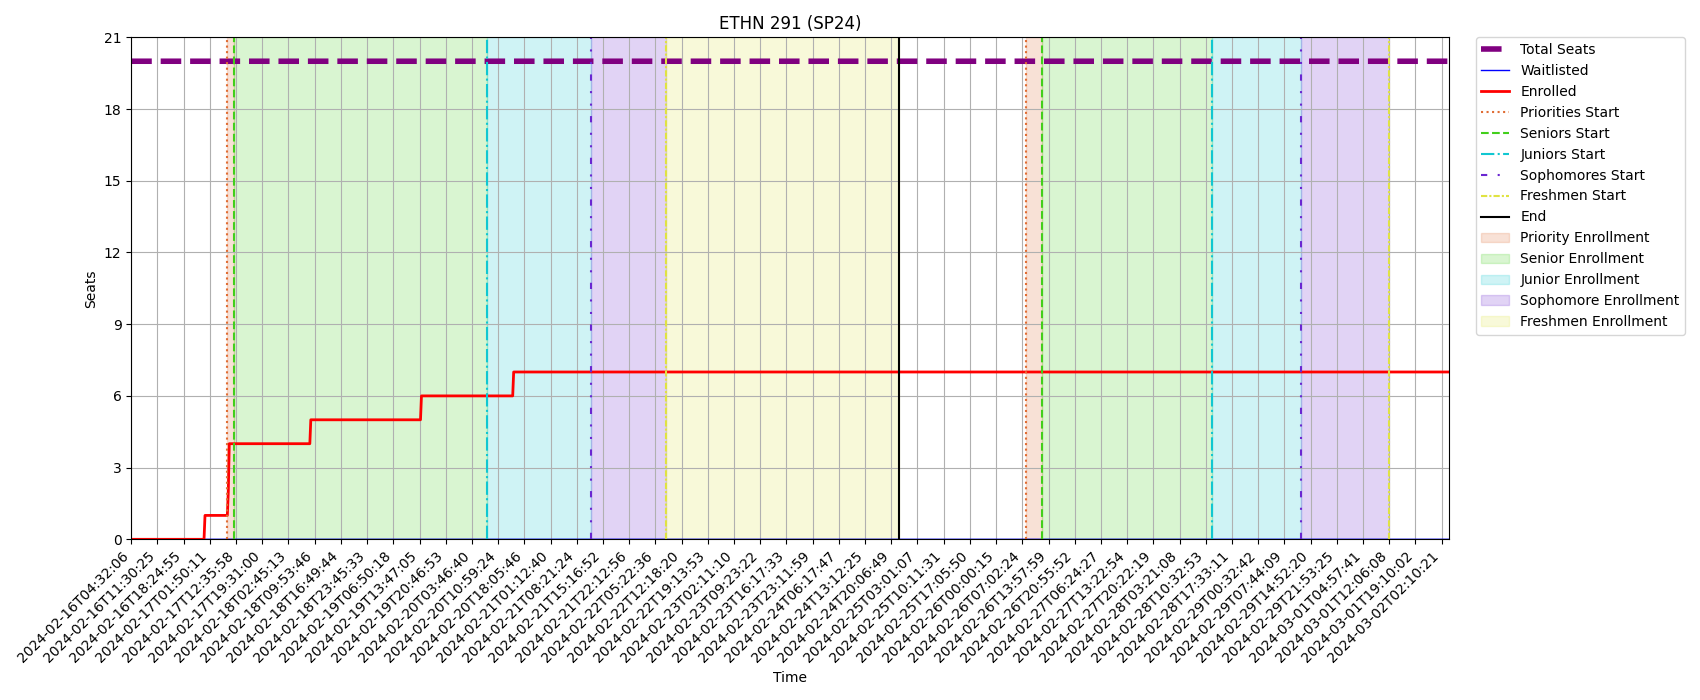 ETHN 291 (SP24)
Seats
21
18
15
12
9
6
3
0
2024-02-16T04:32:06
2024-02-16T11:30:25
2024-02-16T18:24:55
2024-02-17T01:50:11
2024-02-17T12:35:58
2024-02-17T19:31:00
2024-02-18T02:45:13
2024-02-18T09:53:46
2024-02-18T16:49:44
2024-02-18T23:45:33
2024-02-19T06:50:18
2024-02-19T13:47:05
2024-02-19T20:46:53
2024-02-20T03:46:40
2024-02-20T10:59:24
2024-02-20T18:05:46
2024-02-21T01:12:40
2024-02-21T08:21:24
2024-02-21T15:16:52
2024-02-21T22:12:56
2024-02-22T05:22:36
2024-02-22T12:18:20
2024-02-22T19:13:53
2024-02-23T02:11:10
2024-02-23T09:23:22
2024-02-23T16:17:33
2024-02-23T23:11:59
2024-02-24T06:17:47
2024-02-24T13:12:25
2024-02-24T20:06:49
2024-02-25T03:01:07
2024-02-25T10:11:31
2024-02-25T17:05:50
2024-02-26T00:00:15
2024-02-26T07:02:24
2024-02-26T13:57:59
2024-02-26T20:55:52
2024-02-27T06:24:27
2024-02-27T13:22:54
2024-02-27T20:22:19
2024-02-28T03:21:08
2024-02-28T10:32:53
2024-02-28T17:33:11
2024-02-29T00:32:42
2024-02-29T07:44:09
2024-02-29T14:52:20
2024-02-29T21:53:25
2024-03-01T04:57:41
2024-03-01T12:06:08
2024-03-01T19:10:02
2024-03-02T02:10:21
Time
Total Seats
Waitlisted
Enrolled
Priorities Start
Seniors Start
Juniors Start
Sophomores Start
Freshmen Start
End
Priority Enrollment
Senior Enrollment
Junior Enrollment
Sophomore Enrollment
Freshmen Enrollment